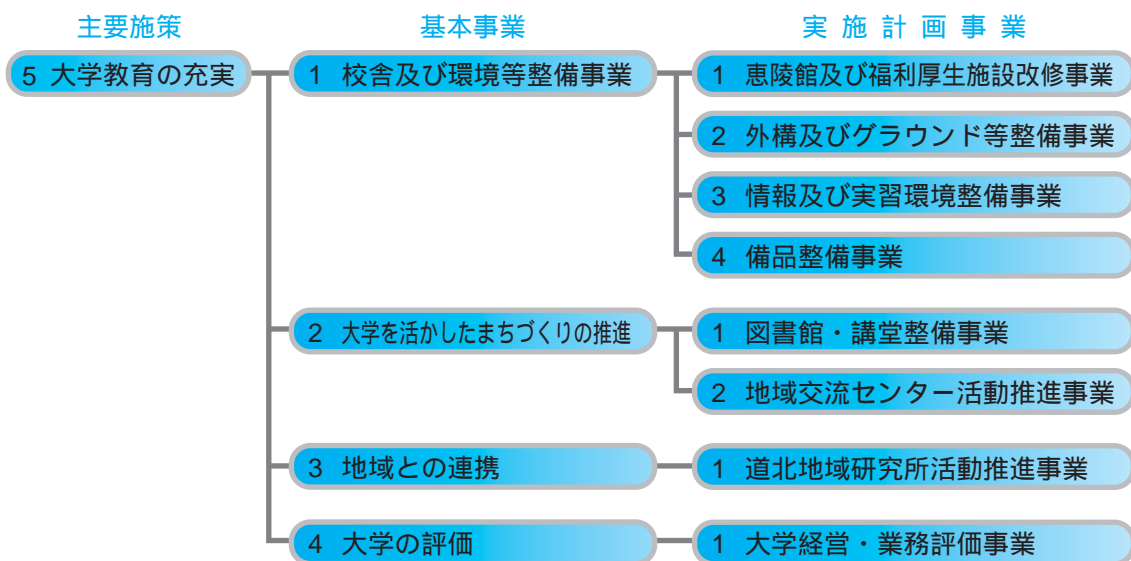 主要施策
基本事業
実施計画事業
5 大学教育の充実
1 校舎及び環境等整備事業
1 恵陵館及び福利厚生施設改修事業
2 外構及びグラウンド等整備事業
3 情報及び実習環境整備事業
4 備品整備事業
2 大学を活かしたまちづくりの推進
1 図書館・講堂整備事業
2 地域交流センター活動推進事業
3 地域との連携
1 道北地域研究所活動推進事業
4 大学の評価
1 大学経営・業務評価事業